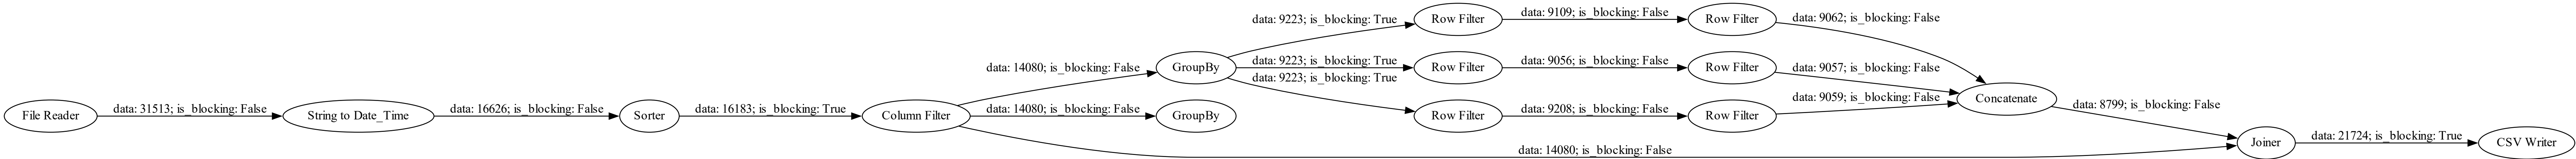 File Reader
data: 31513; is_blocking: False
String to Date_Time
data: 16626; is_blocking: False
Sorter
data: 16183; is_blocking: True
Column Filter
data: 14080; is_blocking: False
GroupBy
data: 14080; is_blocking: False
GroupBy
data: 14080; is_blocking: False
data: 9223; is_blocking: True
Row Filter
data: 9109; is_blocking: False
Row Filter
data: 9062; is_blocking: False
data: 9223; is_blocking: True
Row Filter
data: 9056; is_blocking: False
Row Filter
data: 9057; is_blocking: False
data: 9223; is_blocking: True
Row Filter
data: 9208; is_blocking: False
Row Filter
data: 9059; is_blocking: False
Concatenate
data: 8799; is_blocking: False
Joiner
data: 21724; is_blocking: True
CSV Writer